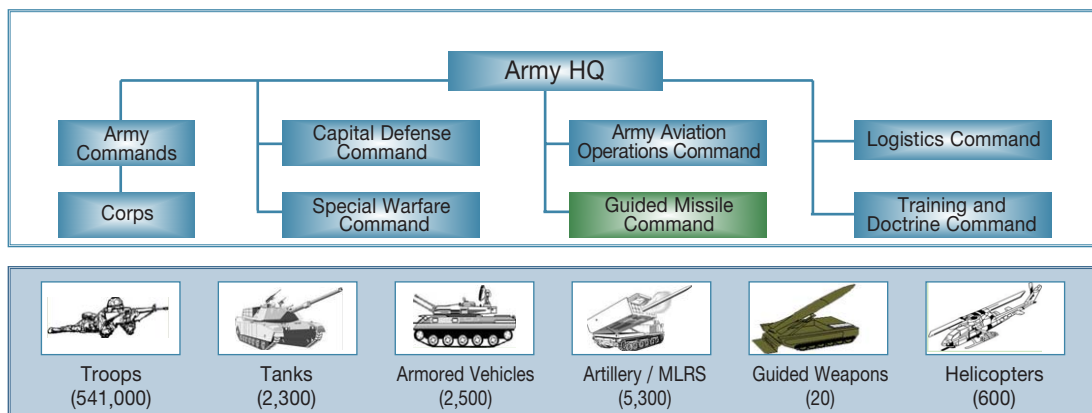 Army HQ
Army
Commands
Capital Defense
Command
Army Aviation
Operations Command
Logistics Command
Corps
Special Warfare
Command
Guided Missile
Command
Training and
Doctrine Command
Troops
(541,000)
Tanks
(2,300)
Armored Vehicles
(2,500)
Artillery / MLRS
(5,300)
Guided Weapons
(20)
Helicopters
(600)